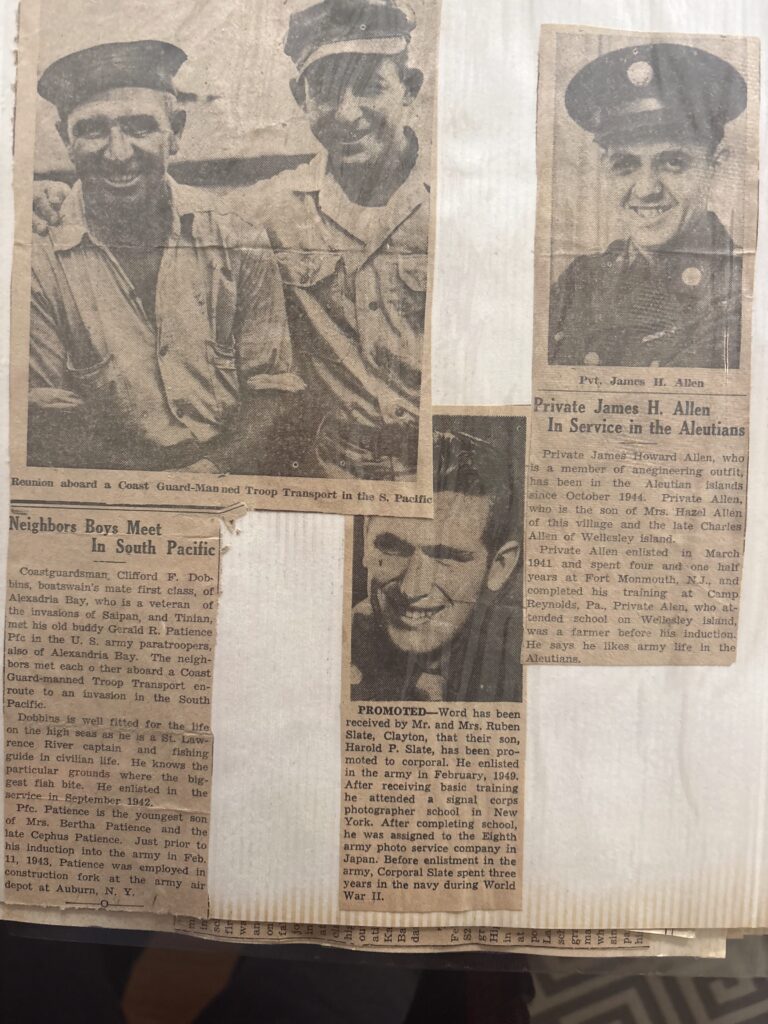 Reunion aboard a Coast Guard-Manned Troop Transport in the S. Pacific
Neighbors Boys Meet
In South Pacific
Coastguardsman, Clifford F. Dob-
bins, boatswain's mate first class, of
Alexadria Bay, who is a veteran of
the invasions of Saipan, and Tinian,
met his old buddy Gerald R. Patience
Pfc in the U. S. army paratroopers,
also of Alexandria Bay. The neigh-
bors met each o ther aboard a Coast
Guard-manned Troop Transport en-
route to an invasion in the South
Pacific.
Dobbins is well fitted for the life
on the high seas as he is a St. Law-
rence River captain and fishing
guide in civilian life. He knows the
particular grounds where the big-
gest fish bite. He enlisted in the
service in September 1942.
Pfc. Patience is the youngest son
of Mrs. Bertha Patience and the
late Cephus Patience. Just prior to
his induction into the army in Feb.
11, 1943, Patience was employed in
construction fork at the army air
depot at Auburn, N. Y.
PROMOTED—Word has been
received by Mr. and Mrs. Ruben
Slate, Clayton, that their son,
Harold P. Slate, has been pro-
moted to corporal. He enlisted
in the army in February, 1949.
After receiving basic training
he attended a signal corps
photographer school in New
York. After completing school,
he was assigned to the Eighth
army photo service company in
Japan. Before enlistment in the
army, Corporal Slate spent three
years in the navy during World
War II.
Pvt. James H. Allen
Private James H. Allen
In Service in the Aleutians
Private James Howard Allen, who
is a member of anegineering outfit,
has been in the Aleutian islands
since October 1944. Private Allen,
who is the son of Mrs. Hazel Allen
of this village and the late Charles
Allen of Wellesley island.
Private Allen enlisted in March
1941 and spent four and one half
years at Fort Monmouth, N.J., and
completed his training at Camp
Reynolds, Pa., Private Alen, who at-
tended school on Wellesley island,
was a farmer before his induction.
He says he likes army life in the
Aleutians.